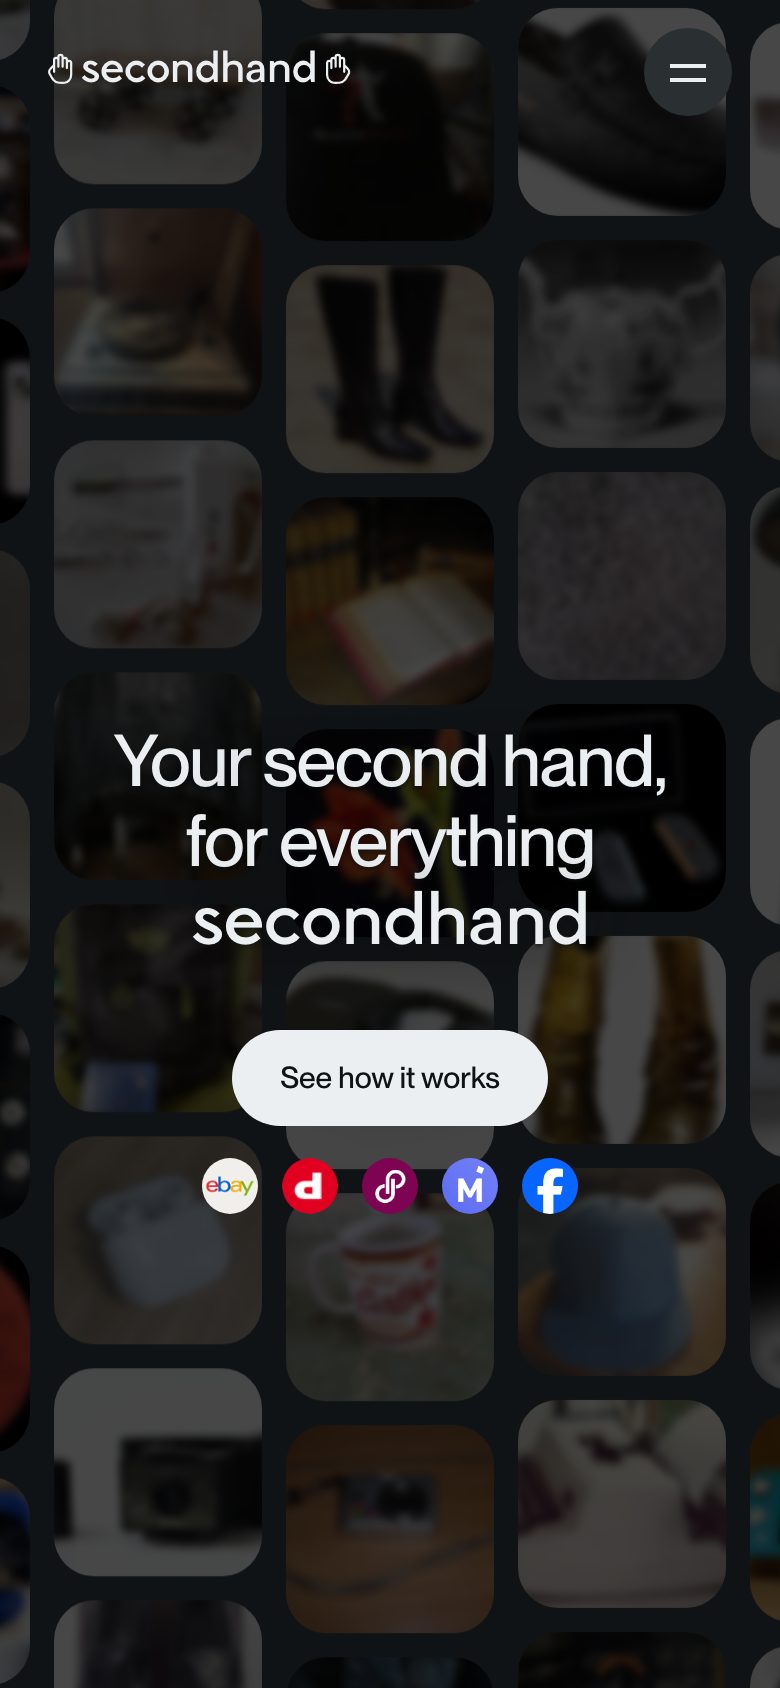 secondhand
Your second hand,
for everything
secondhand
See how it works
ebay
d
M
f